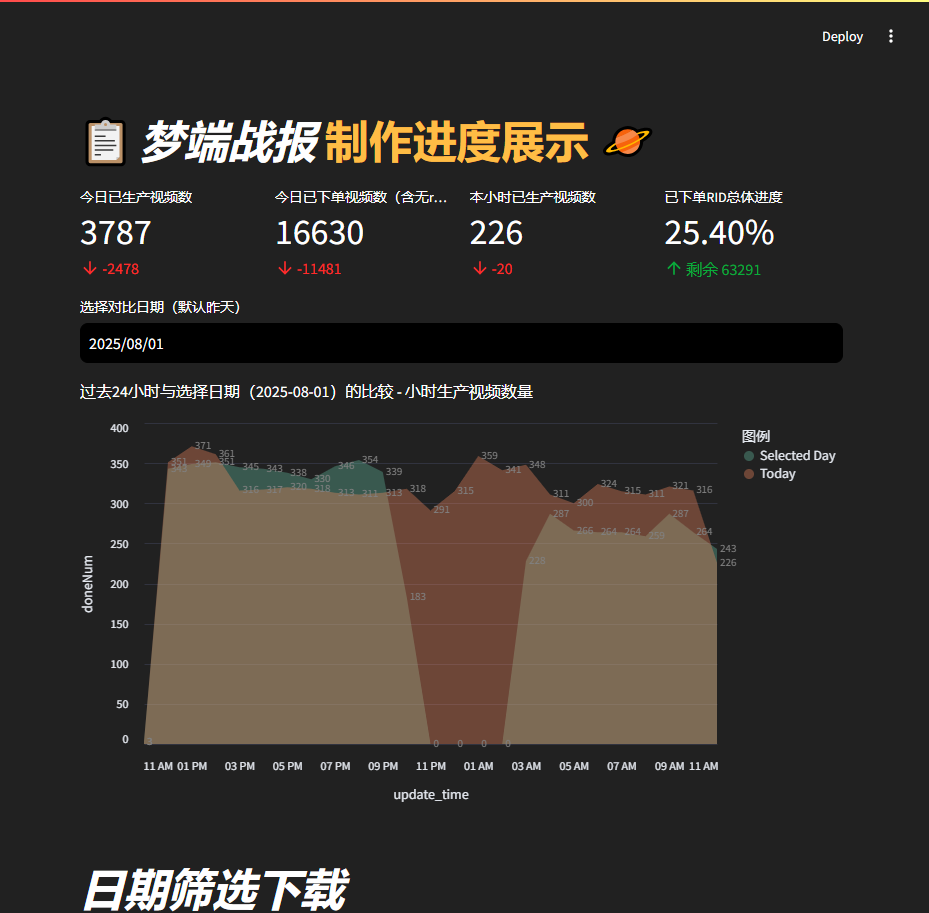 Deploy
梦端战报制作进度展示
今日已生产视频数
3787
-2478
今日已下单视频数（含无r...
16630
-11481
本小时已生产视频数
226
-20
已下单RID总体进度
25.40%
剩余 63291
选择对比日期（默认昨天）
2025/08/01
过去24小时与选择日期（2025-08-01）的比较 - 小时生产视频数量
图例
Selected Day
Today
doneNum
400
350
300
250
200
150
100
50
0
351 371 361
343 349 351 345 343 338 330 346 354 339
316 317 320 318 313 311 313 318 291 315 359 341 348 311 300 324 315 311 321 316 226
183 0 0 0 0 228 287 266 264 264 259 287 264 243
3
11 AM 01 PM 03 PM 05 PM 07 PM 09 PM 11 PM 01 AM 03 AM 05 AM 07 AM 09 AM 11 AM
update_time
日期筛选下载